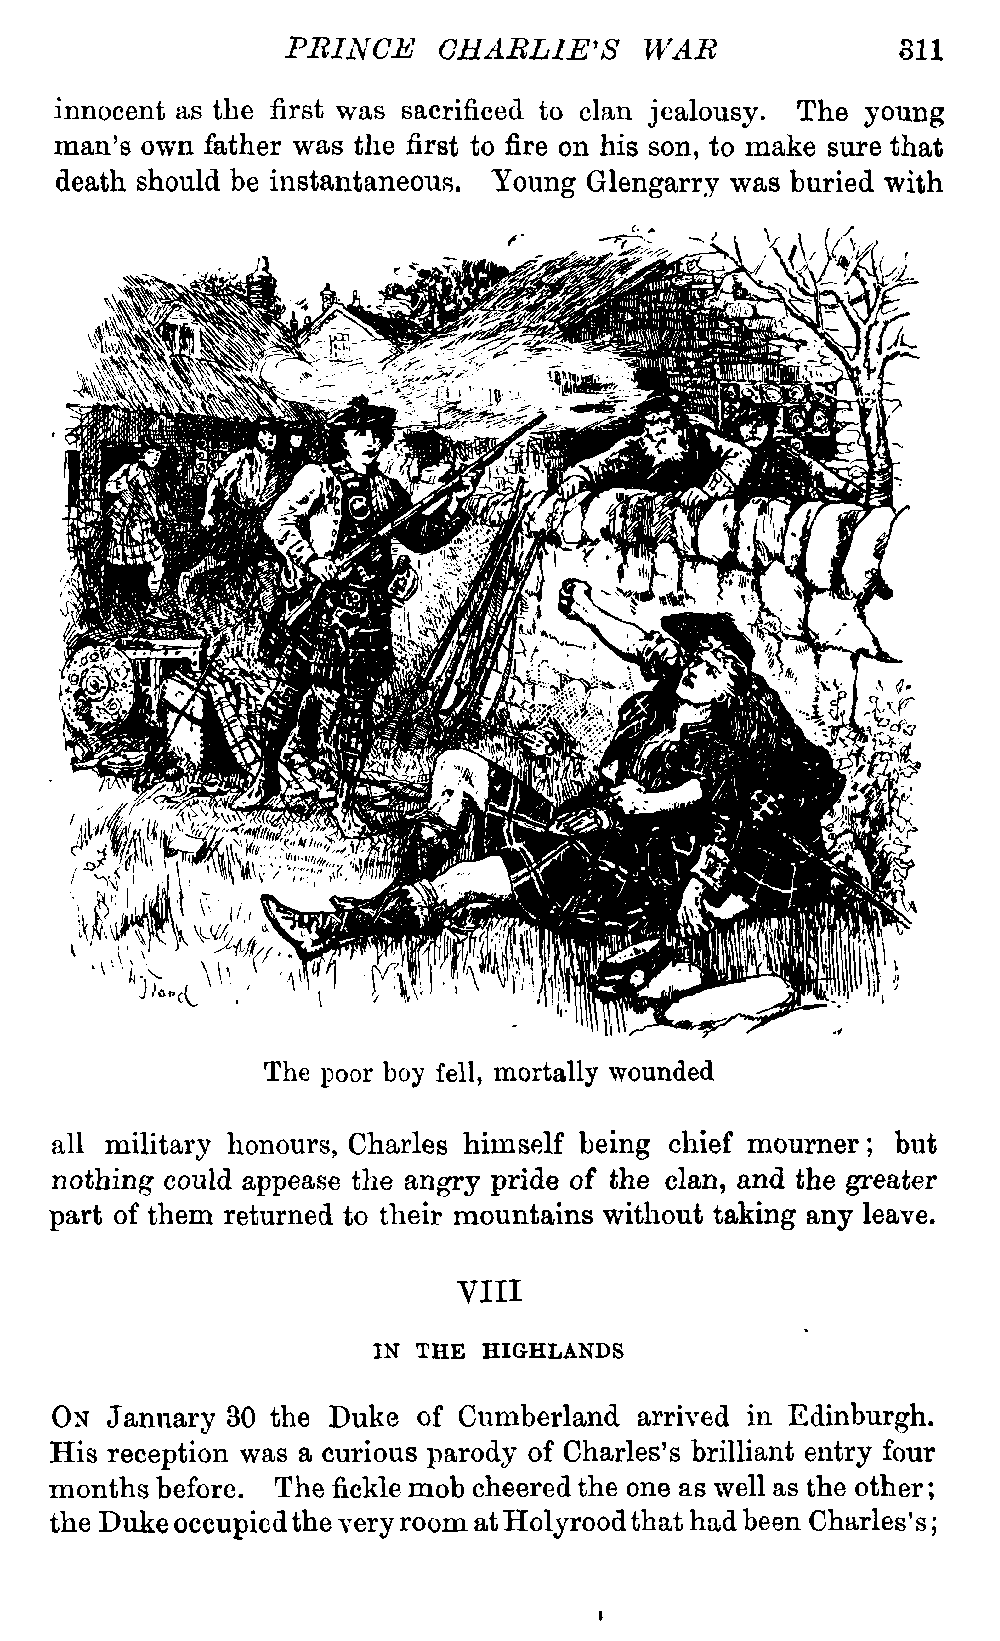 PRINCE CHARLIE'S WAR 311
innocent as the first was sacrificed to clan jealousy. The young
man's own father was the first to fire on his son, to make sure that
death should be instantaneous. Young Glengarry was buried with
The poor boy fell, mortally wounded
all military honours, Charles himself being chief mourner; but
nothing could appease the angry pride of the clan, and the greater
part of them returned to their mountains without taking any leave.
VIII
IN THE HIGHLANDS
ON January 30 the Duke of Cumberland arrived in Edinburgh.
His reception was a curious parody of Charles's brilliant entry four
months before. The fickle mob cheered the one as well as the other;
the Duke occupied the very room at Holyrood that had been Charles's;